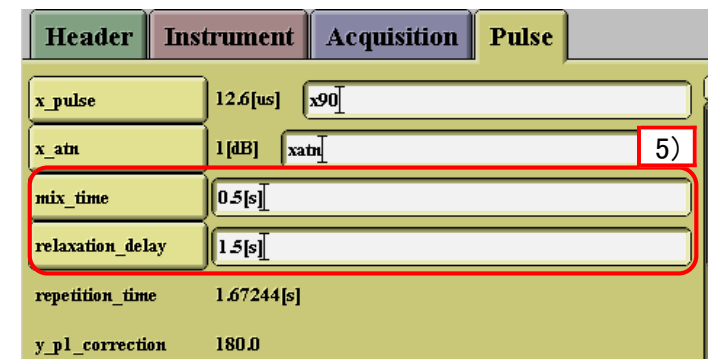 Header Instrument Acquisition Pulse
x_pulse 12.6[us] x90
x_atn 1[dB] xatn 5)
mix_time 0.5[s]
relaxation_delay 1.5[s]
repetition_time 1.67244[s]
y_p1_correction 180.0